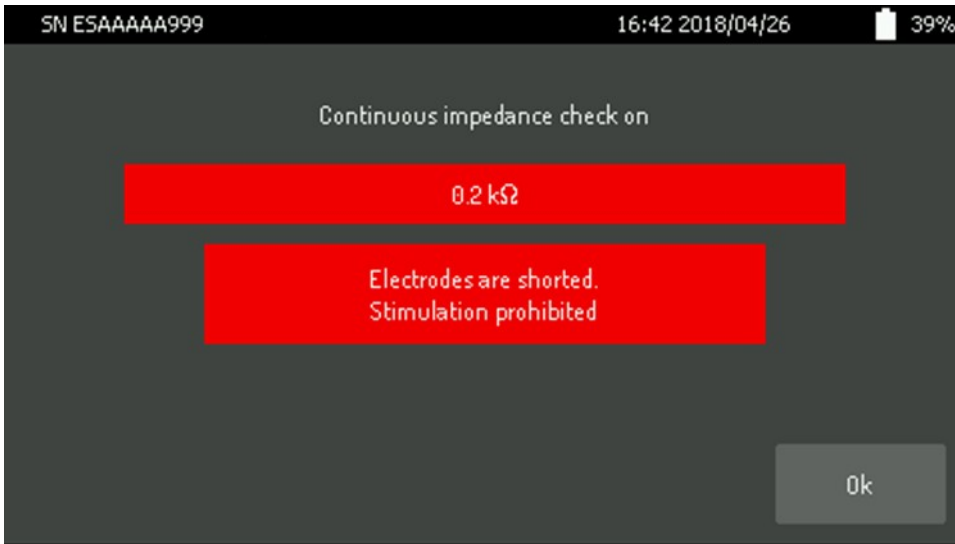 SN ESAAAAA999 16:42 2018/04/26 39%
Continuous impedance check on
0.2 kΩ
Electrodes are shorted.
Stimulation prohibited
Ok